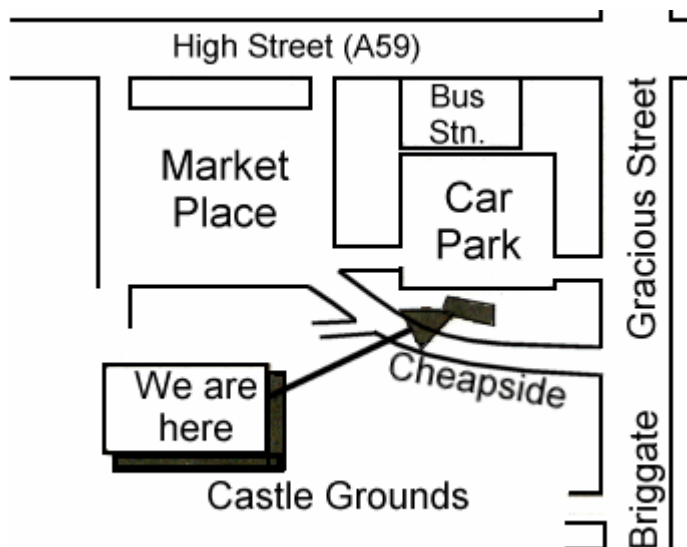 High Street (A59)
Bus
Stn.
Market
Place
Car
Park
Gracious Street
Cheapside
We are
here
Castle Grounds
Briggate